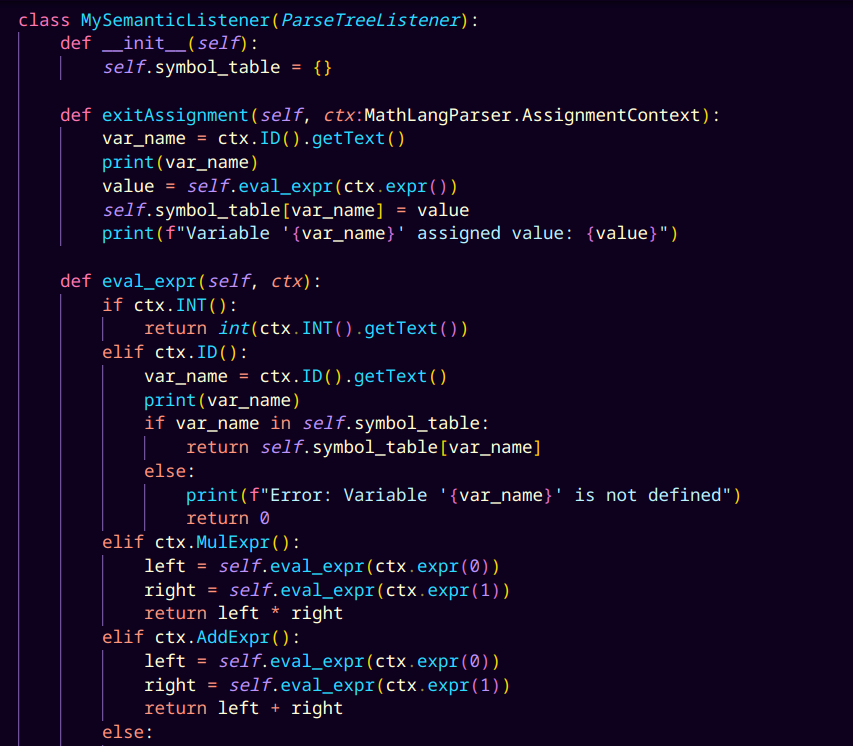 class MySemanticListener(ParseTreeListener):
    def __init__(self):
        self.symbol_table = {}

    def exitAssignment(self, ctx:MathLangParser.AssignmentContext):
        var_name = ctx.ID().getText()
        print(var_name)
        value = self.eval_expr(ctx.expr())
        self.symbol_table[var_name] = value
        print(f"Variable '{var_name}' assigned value: {value}")

    def eval_expr(self, ctx):
        if ctx.INT():
            return int(ctx.INT().getText())
        elif ctx.ID():
            var_name = ctx.ID().getText()
            print(var_name)
            if var_name in self.symbol_table:
                return self.symbol_table[var_name]
            else:
                print(f"Error: Variable '{var_name}' is not defined")
                return 0
        elif ctx.MulExpr():
            left = self.eval_expr(ctx.expr(0))
            right = self.eval_expr(ctx.expr(1))
            return left * right
        elif ctx.AddExpr():
            left = self.eval_expr(ctx.expr(0))
            right = self.eval_expr(ctx.expr(1))
            return left + right
        else: